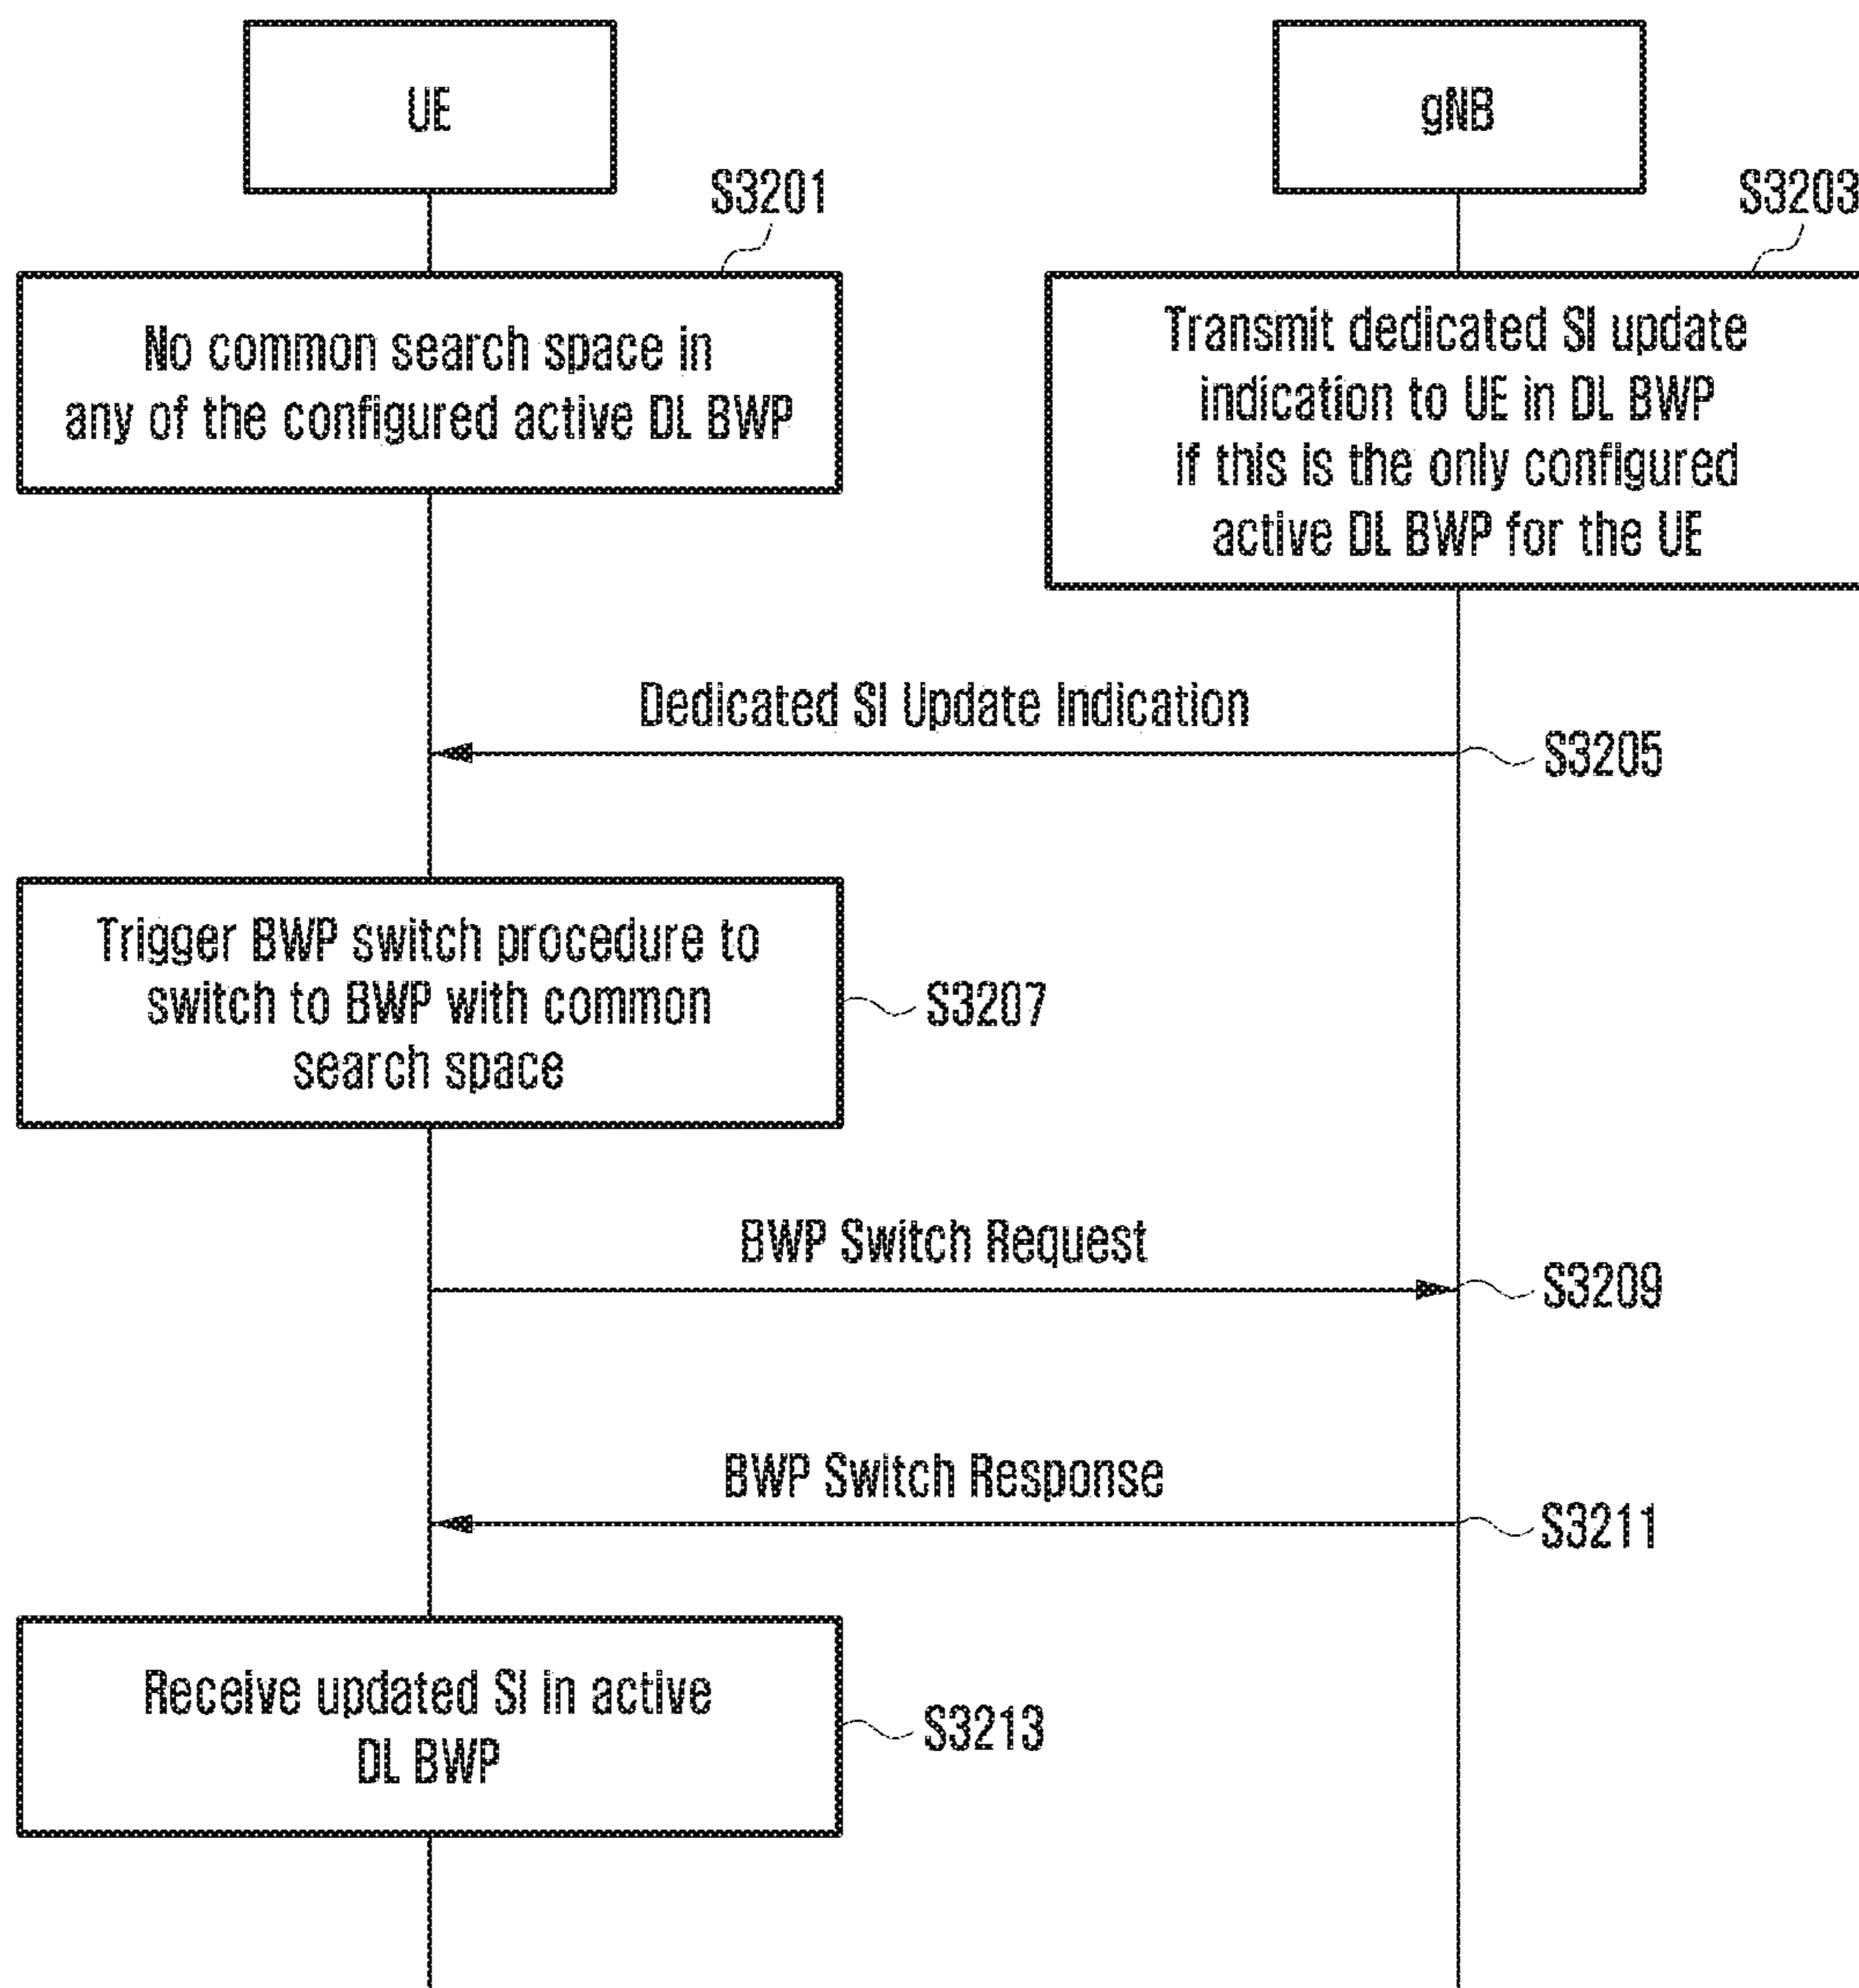 UE
gNB
S3201
S3203
No common search space in
any of the configured active DL BWP
Transmit dedicated SI update
indication to UE in DL BWP
if this is the only configured
active DL BWP for the UE
Dedicated SI Update Indication
S3205
Trigger BWP switch procedure to
switch to BWP with common
search space
S3207
BWP Switch Request
S3209
BWP Switch Response
S3211
Receive updated SI in active
DL BWP
S3213